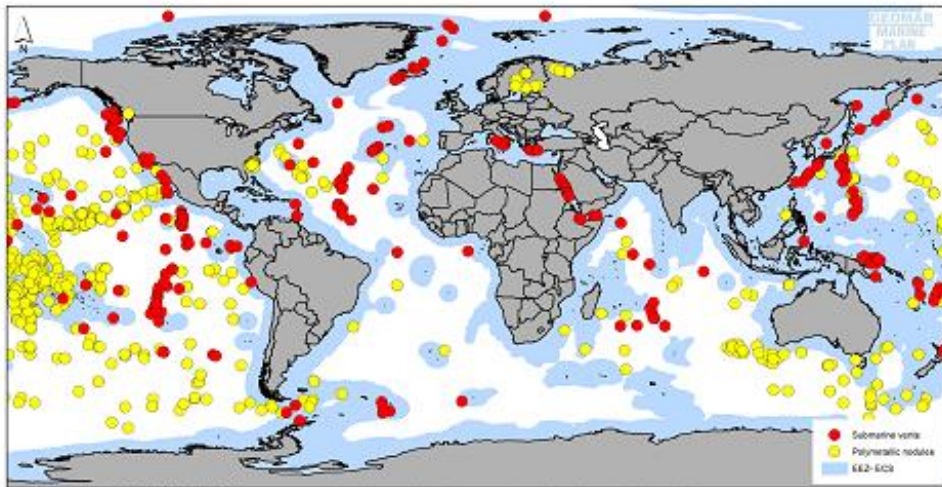 GEOMAR
MARINE
PLAN
N
Submarine vents
Polymetallic nodules
EEZ- ECS